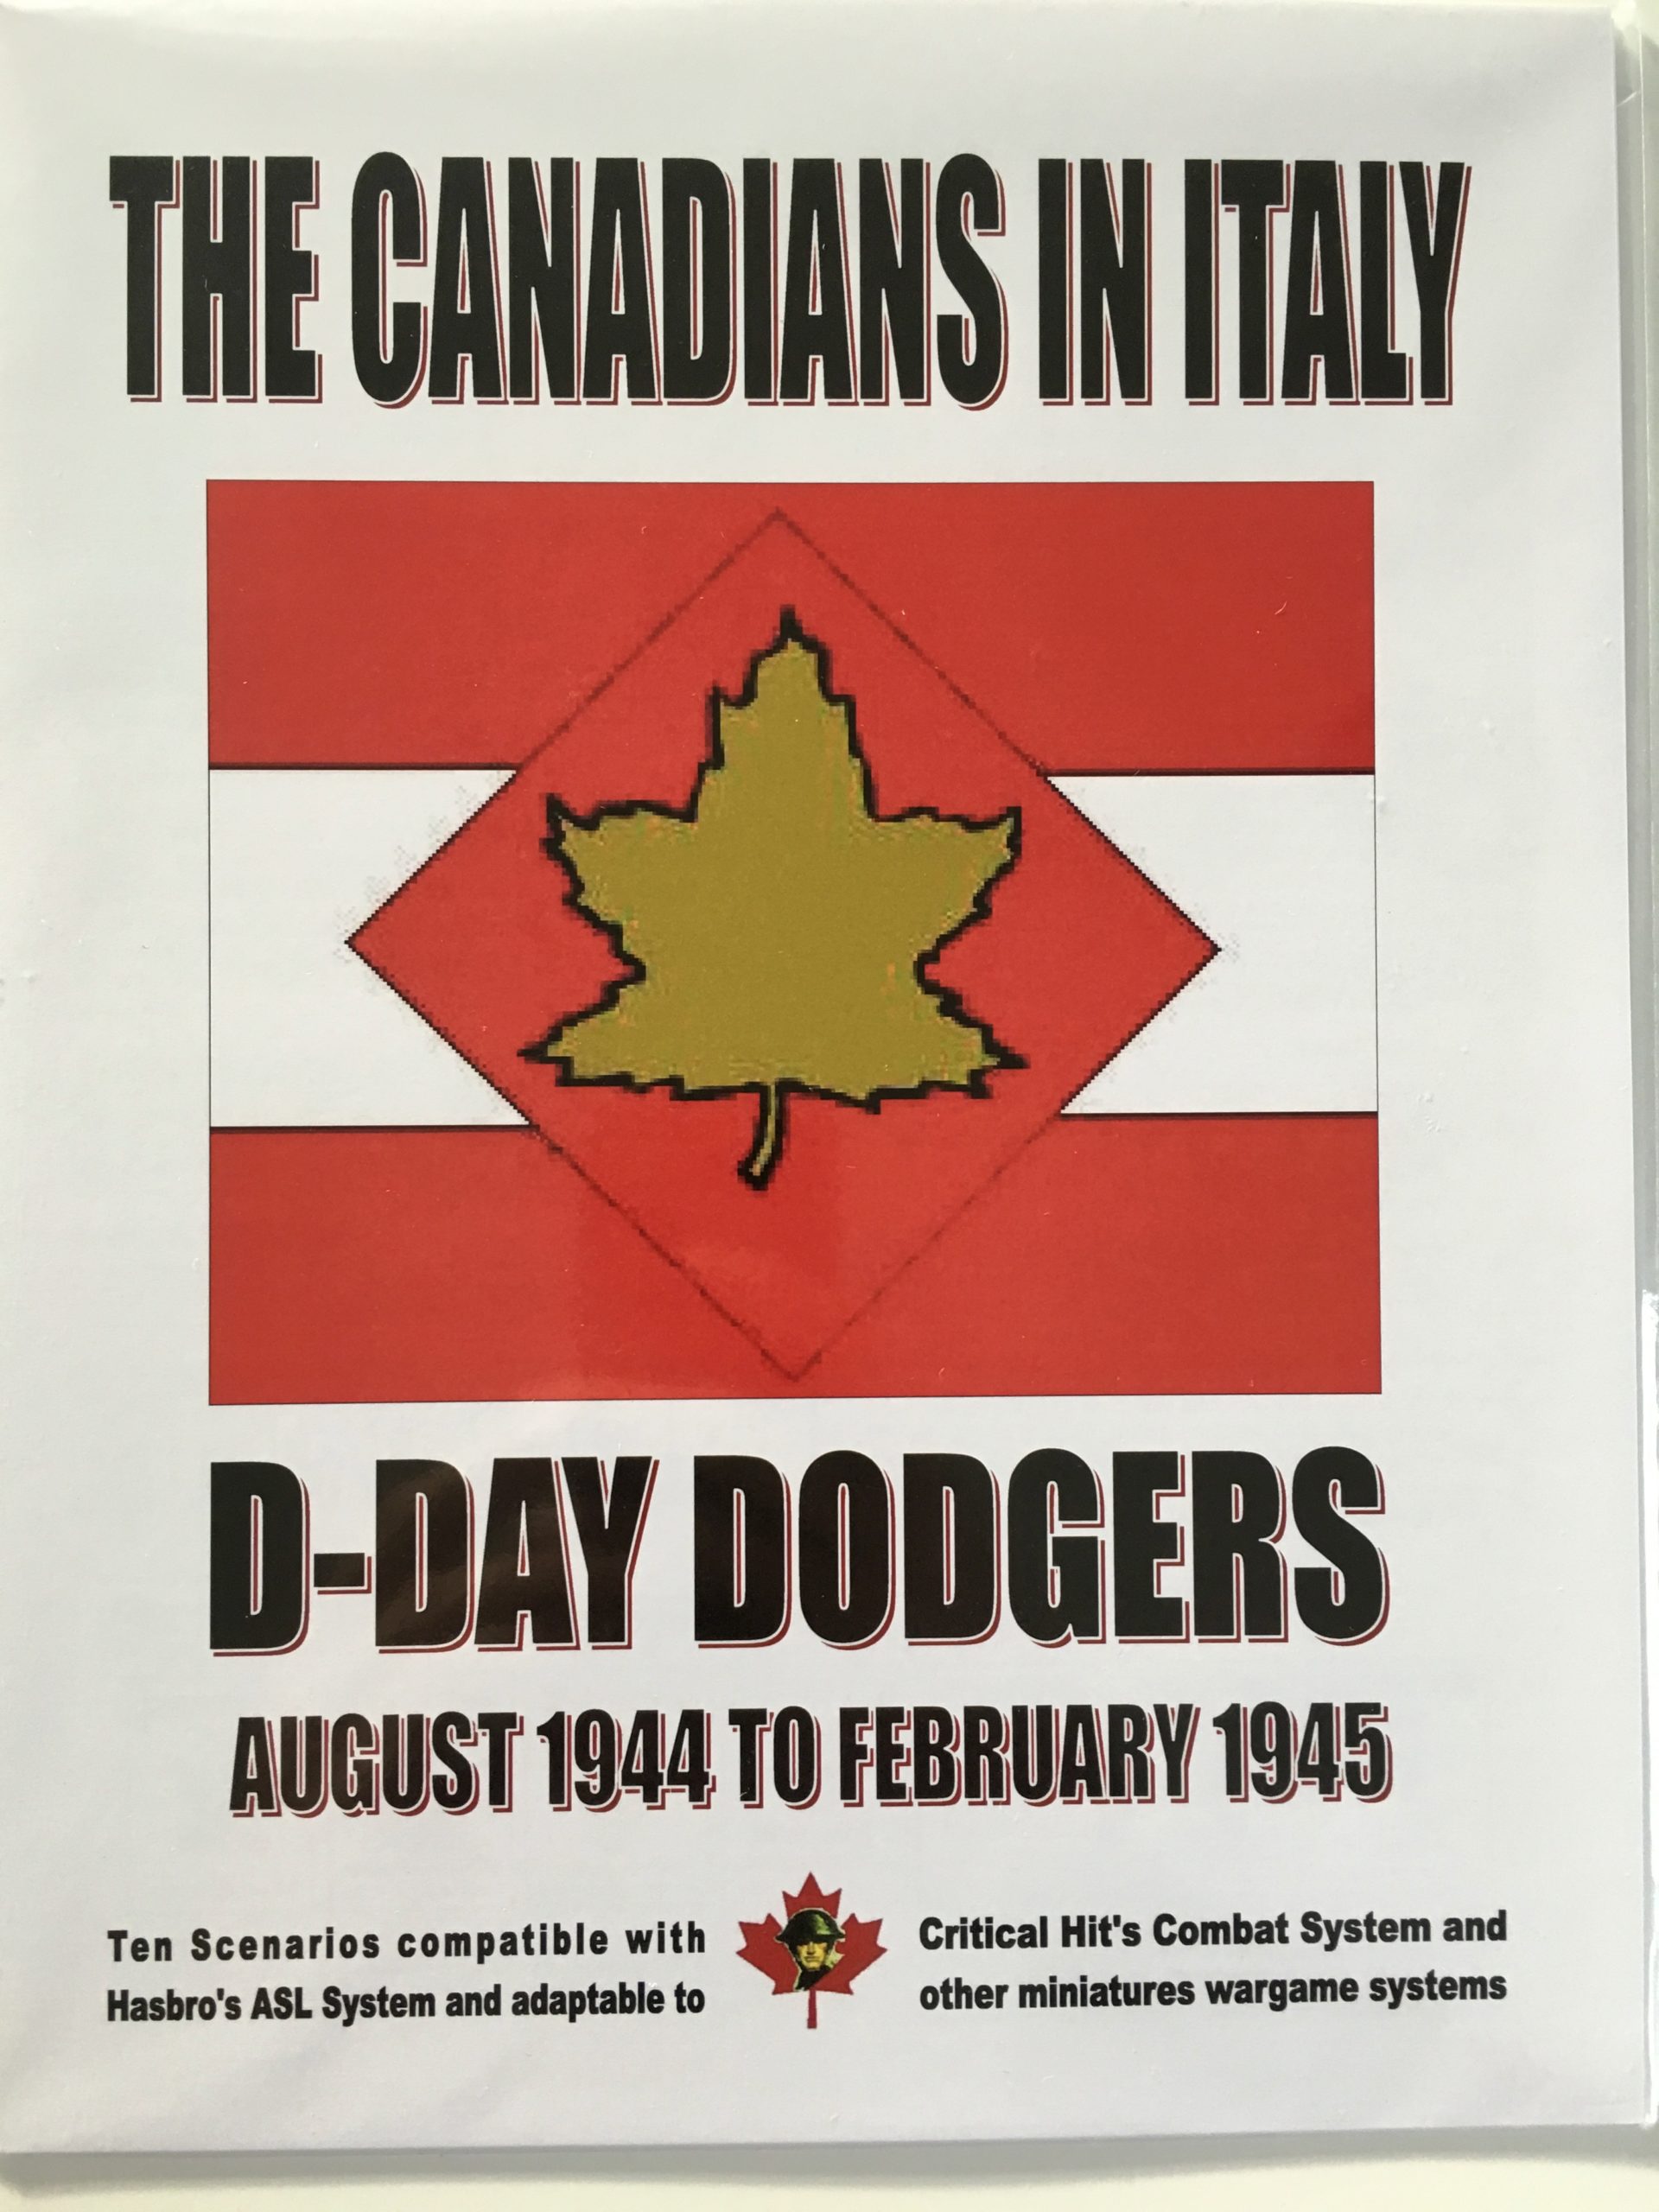 THE CANADIANS IN ITALY
D-DAY DODGERS
AUGUST 1944 TO FEBRUARY 1945
Ten Scenarios compatible with
Hasbro's ASL System and adaptable to
Critical Hit's Combat System and
other miniatures wargame systems